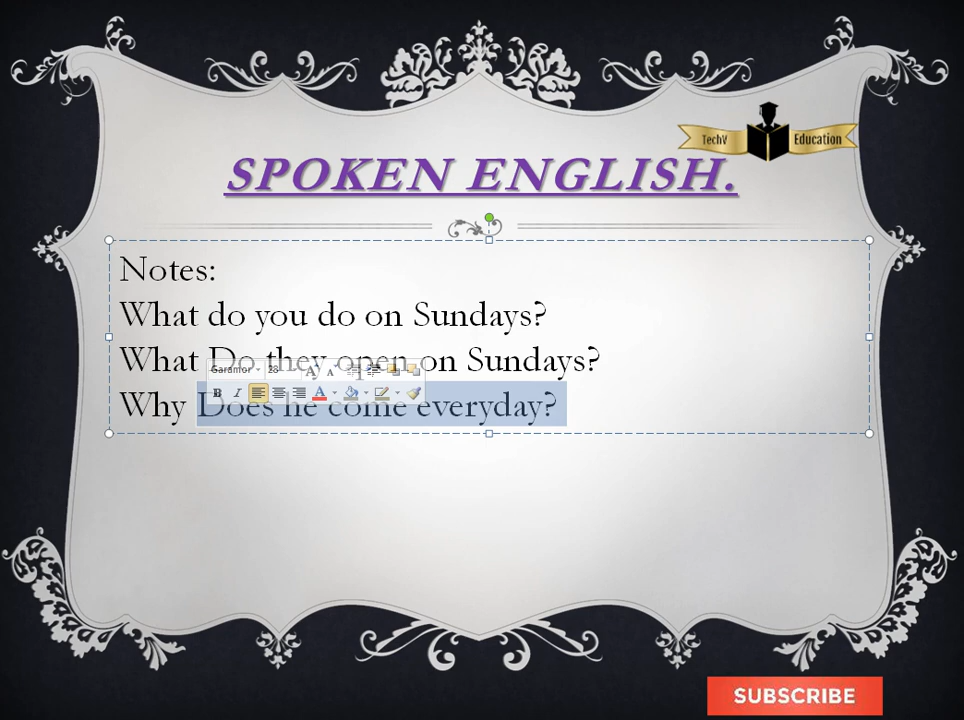 TechV Education
SPOKEN ENGLISH.
Notes:
What do you do on Sundays?
What Do they open on Sundays?
Garamor 28 A A
B I A
Why Does he come everyday?
SUBSCRIBE